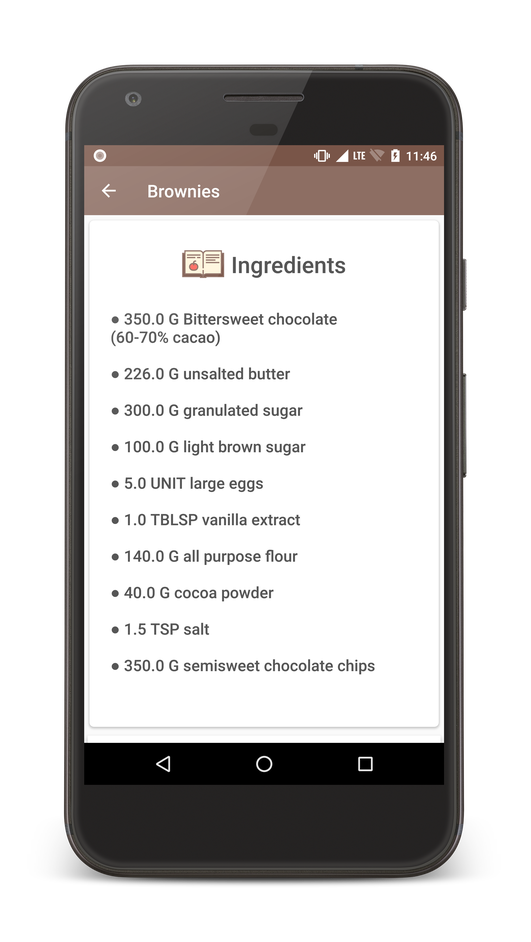 LTE 11:46
Brownies
Ingredients
● 350.0 G Bittersweet chocolate
(60-70% cacao)
● 226.0 G unsalted butter
● 300.0 G granulated sugar
● 100.0 G light brown sugar
● 5.0 UNIT large eggs
● 1.0 TBLSP vanilla extract
● 140.0 G all purpose flour
● 40.0 G cocoa powder
● 1.5 TSP salt
● 350.0 G semisweet chocolate chips